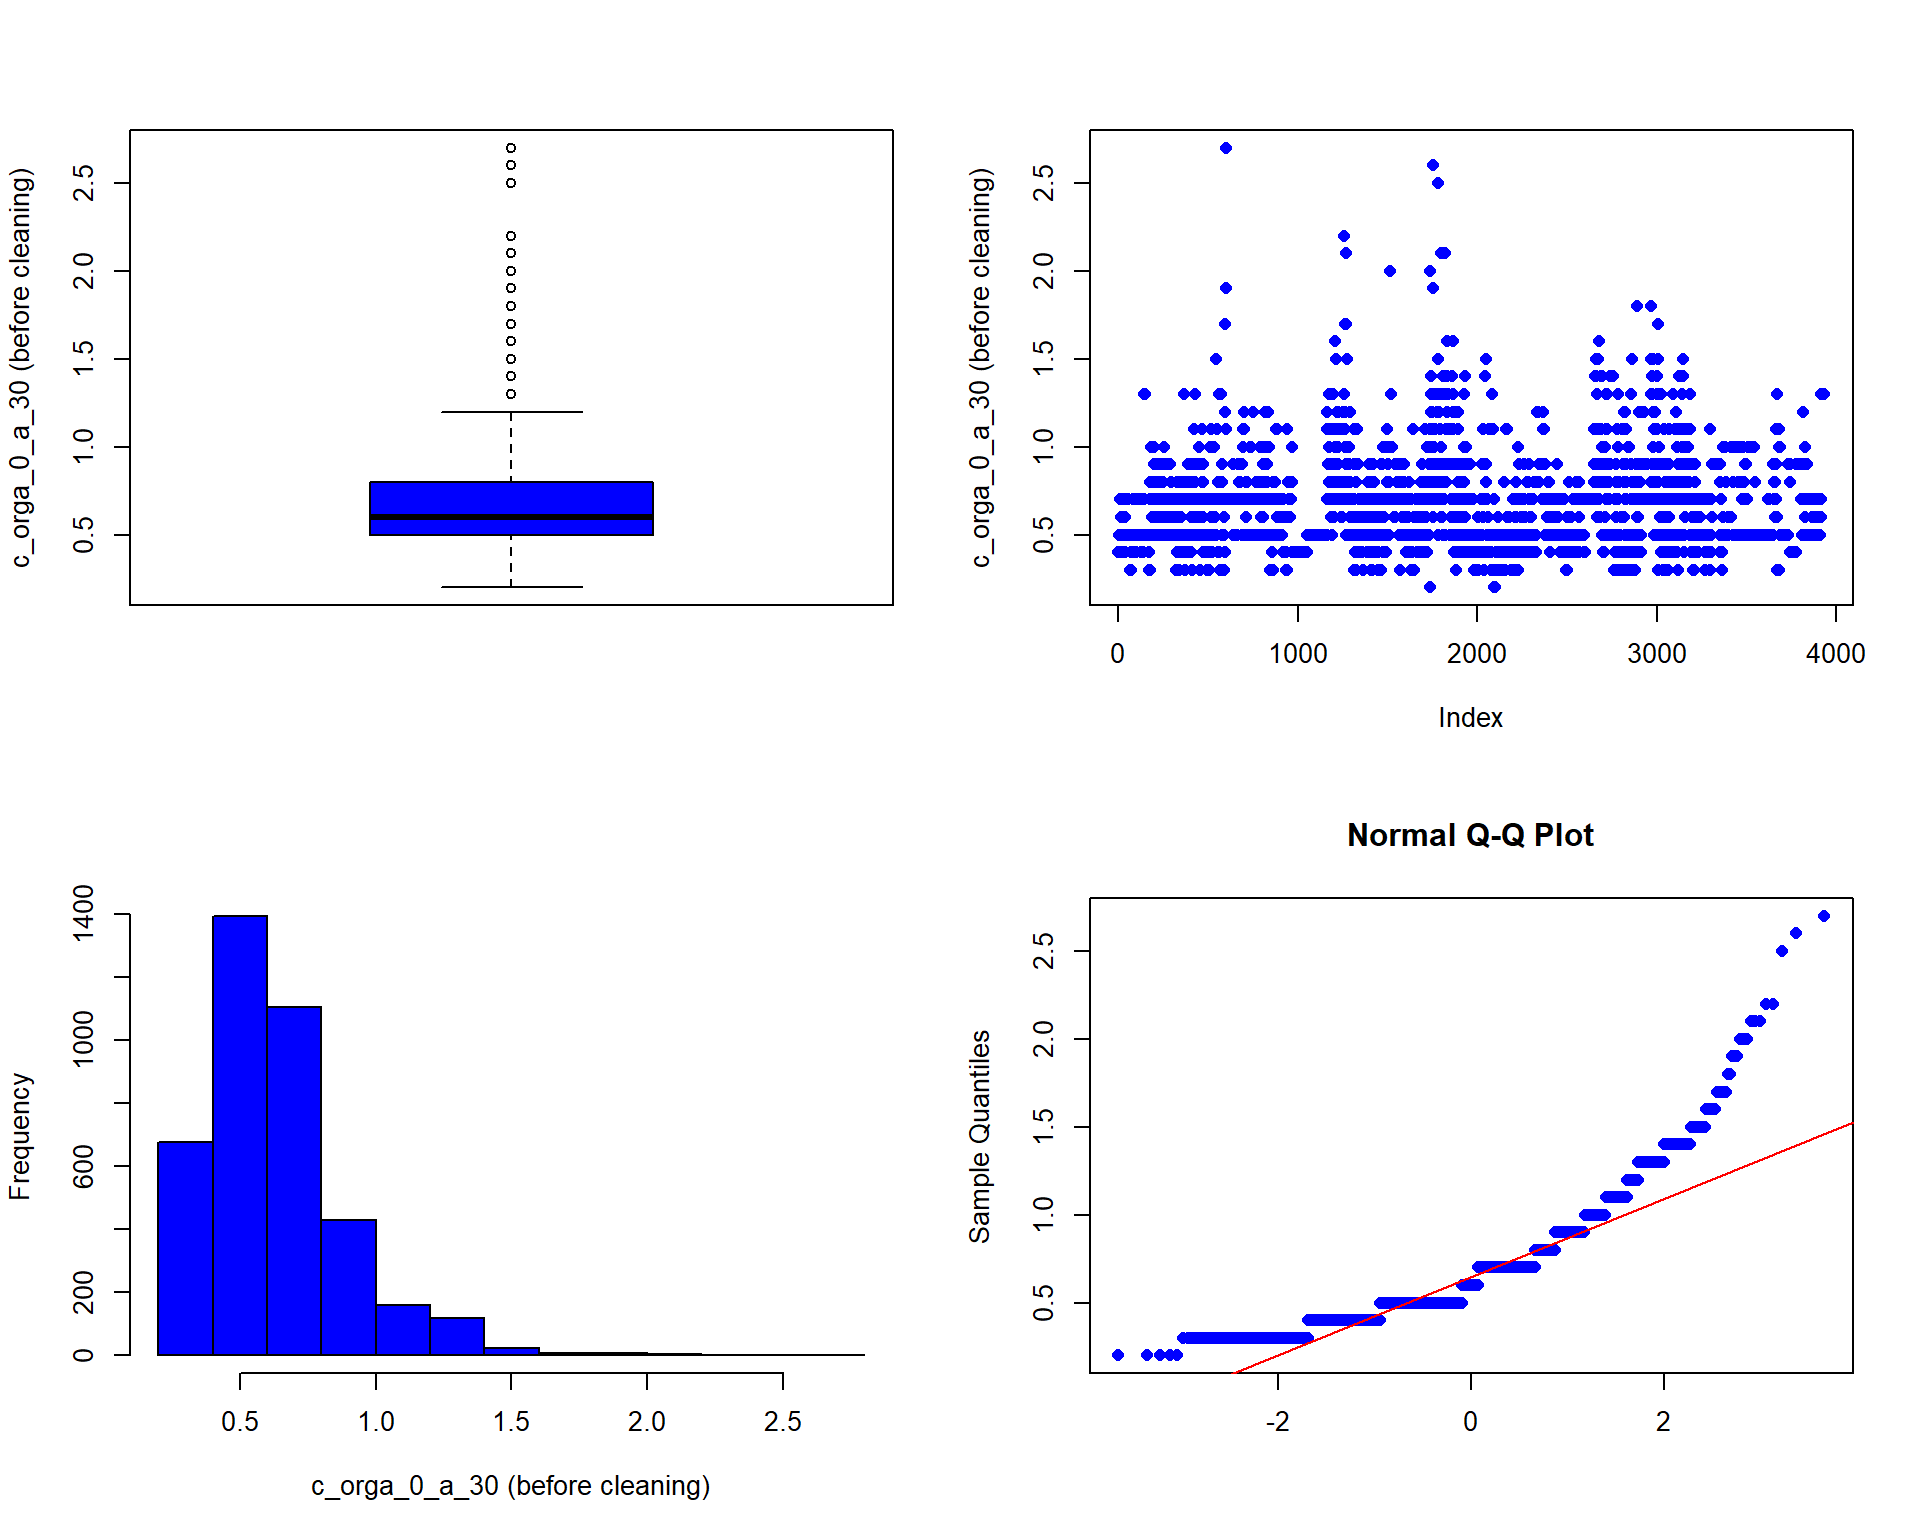 c_orga_0_a_30 (before cleaning)
2.5
2.0
1.5
1.0
0.5
c_orga_0_a_30 (before cleaning)
2.5
2.0
1.5
1.0
0.5
0 1000 2000 3000 4000
Index
Frequency
1400
1000
600
200
0
0.5 1.0 1.5 2.0 2.5
c_orga_0_a_30 (before cleaning)
Normal Q-Q Plot
Sample Quantiles
2.5
2.0
1.5
1.0
0.5
-2 0 2